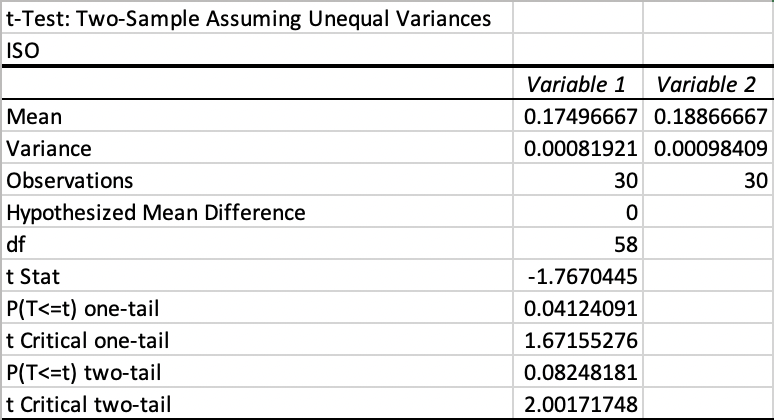 t-Test: Two-Sample Assuming Unequal Variances
ISO
Variable 1 Variable 2
Mean 0.17496667 0.18866667
Variance 0.00081921 0.00098409
Observations 30 30
Hypothesized Mean Difference 0
df 58
t Stat -1.7670445
P(T<=t) one-tail 0.04124091
t Critical one-tail 1.67155276
P(T<=t) two-tail 0.08248181
t Critical two-tail 2.00171748